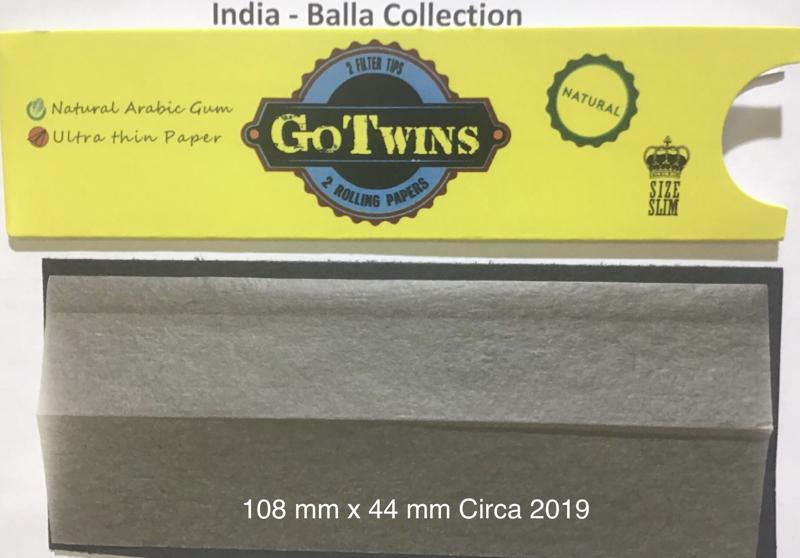 India - Balla Collection
Natural Arabic Gum
Ultra thin Paper
2 FILTER TIPS
GoTwins
2 ROLLING PAPERS
NATURAL
SIZE
SLIM
108 mm x 44 mm Circa 2019